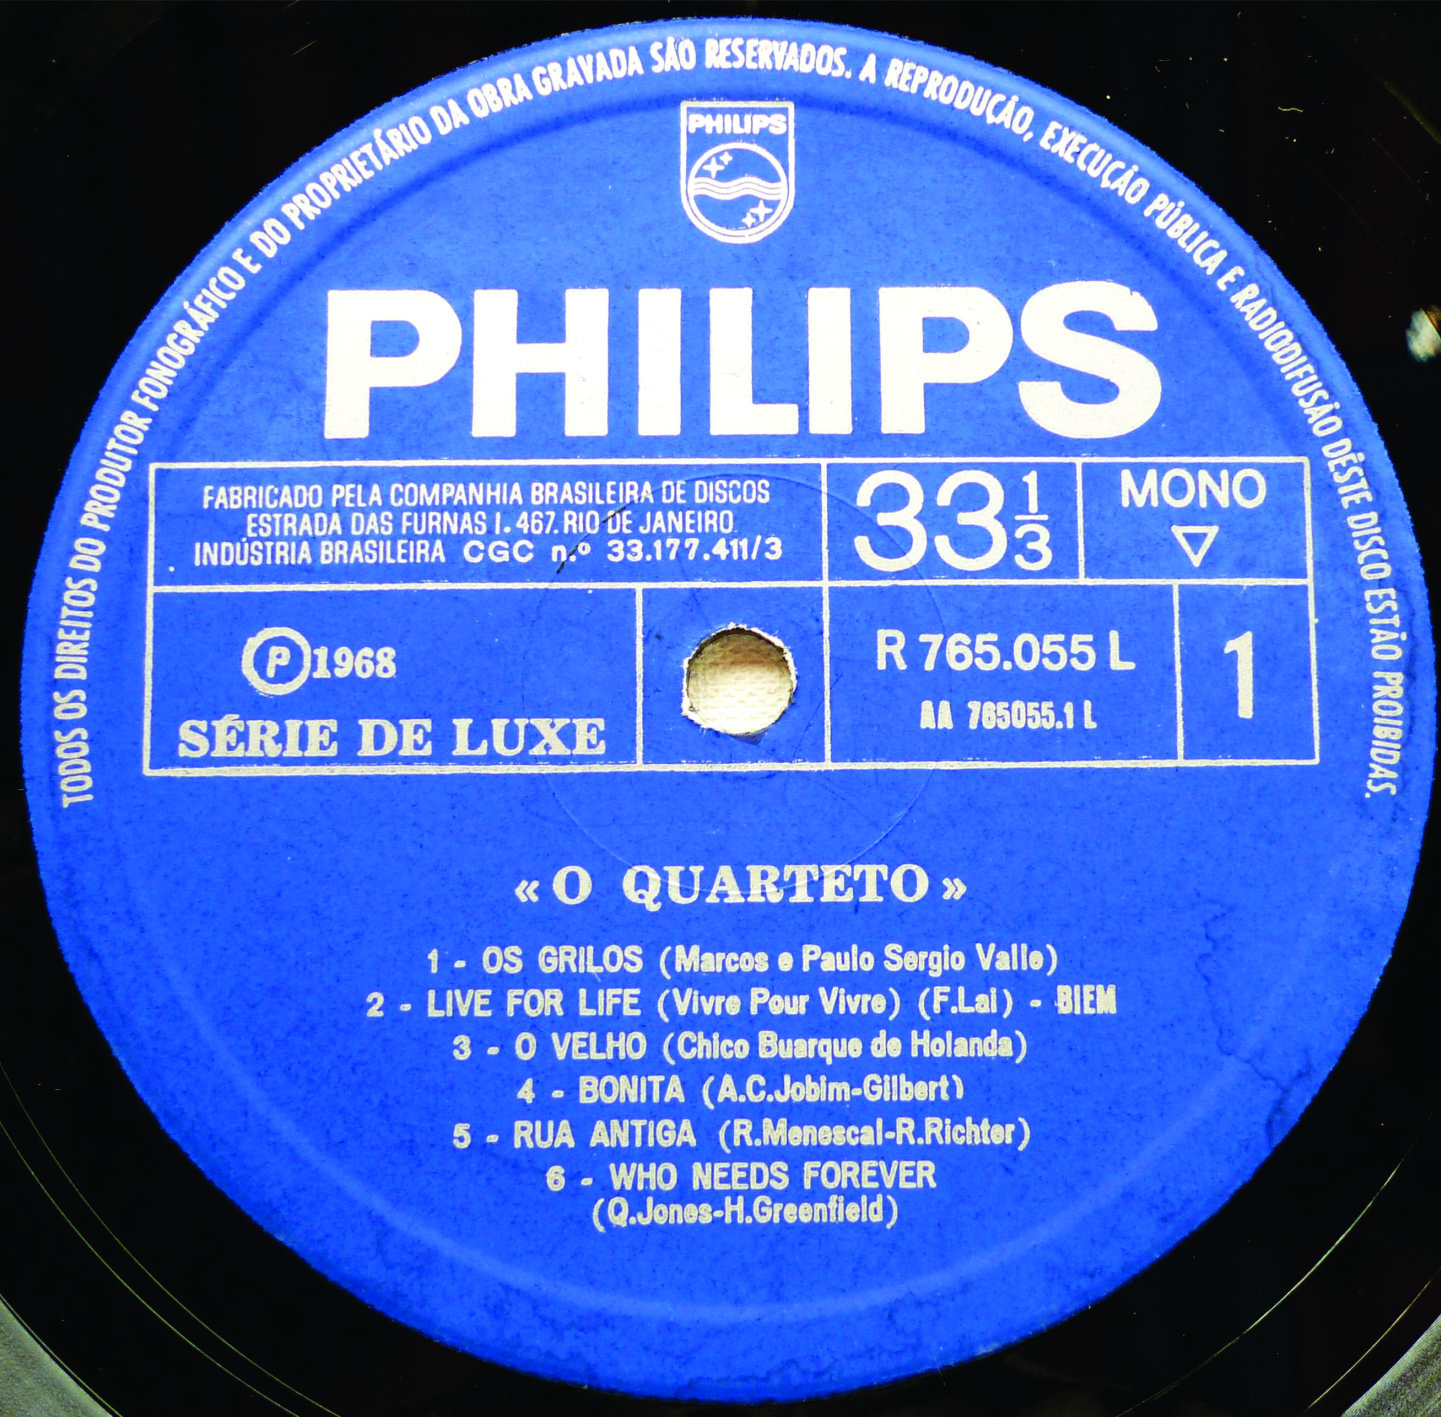 TODOS OS DIREITOS DO PRODUTOR FONOGRÁFICO E DO PROPRIETÁRIO DA OBRA GRAVADA SÃO RESERVADOS. A REPRODUÇÃO, EXECUÇÃO PÚBLICA E RADIODIFUSÃO DÊSTE DISCO ESTÃO PROIBIDAS.
PHILIPS
PHILIPS
FABRICADO PELA COMPANHIA BRASILEIRA DE DISCOS
ESTRADA DAS FURNAS 1.467. RIO DE JANEIRO
INDÚSTRIA BRASILEIRA CGC n.º 33.177.411/3
33 1/3
MONO
℗ 1968
SÉRIE DE LUXE
R 765.055 L
AA 765055.1 L
1
« O QUARTETO »
1 - OS GRILOS (Marcos e Paulo Sergio Valle)
2 - LIVE FOR LIFE (Vivre Pour Vivre) (F.Lai) - BIEM
3 - O VELHO (Chico Buarque de Holanda)
4 - BONITA (A.C.Jobim-Gilbert)
5 - RUA ANTIGA (R.Menescal-R.Richter)
6 - WHO NEEDS FOREVER
(Q.Jones-H.Greenfield)